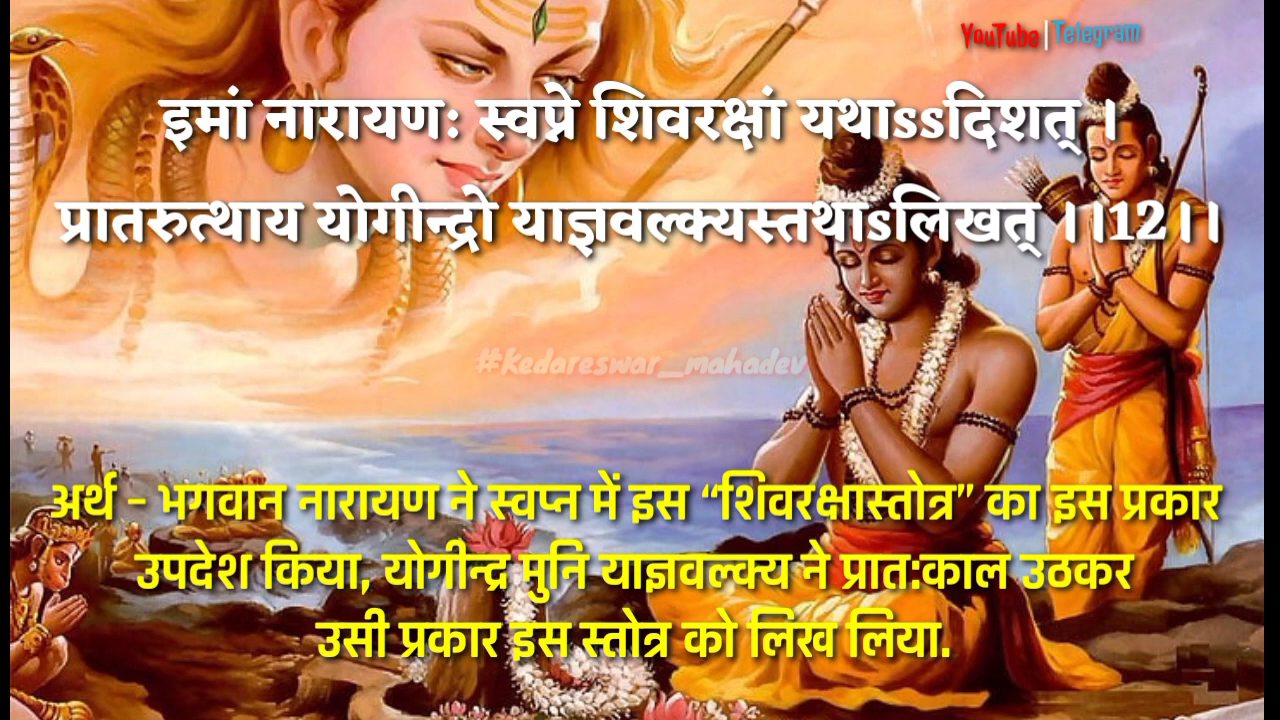 YouTube|Telegram
इमां नारायणः स्वप्ने शिवरक्षां यथाऽऽदिशत् ।
प्रातरुत्थाय योगीन्द्रो याज्ञवल्क्यस्तथाऽलिखत् ।।12।।
#Kedareswar_mahadev
अर्थ - भगवान नारायण ने स्वप्न में इस “शिवरक्षास्तोत्र” का इस प्रकार
उपदेश किया, योगीन्द्र मुनि याज्ञवल्क्य ने प्रात:काल उठकर
उसी प्रकार इस स्तोत्र को लिख लिया.